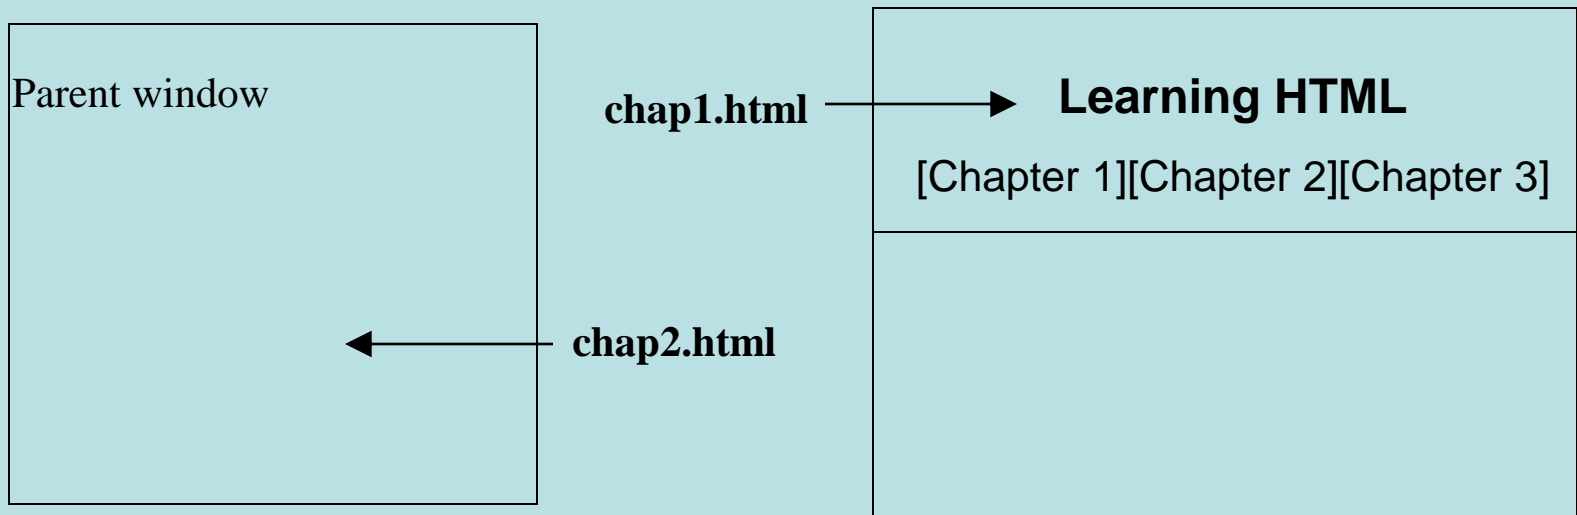 Parent window
chap1.html
Learning HTML
[Chapter 1][Chapter 2][Chapter 3]
chap2.html